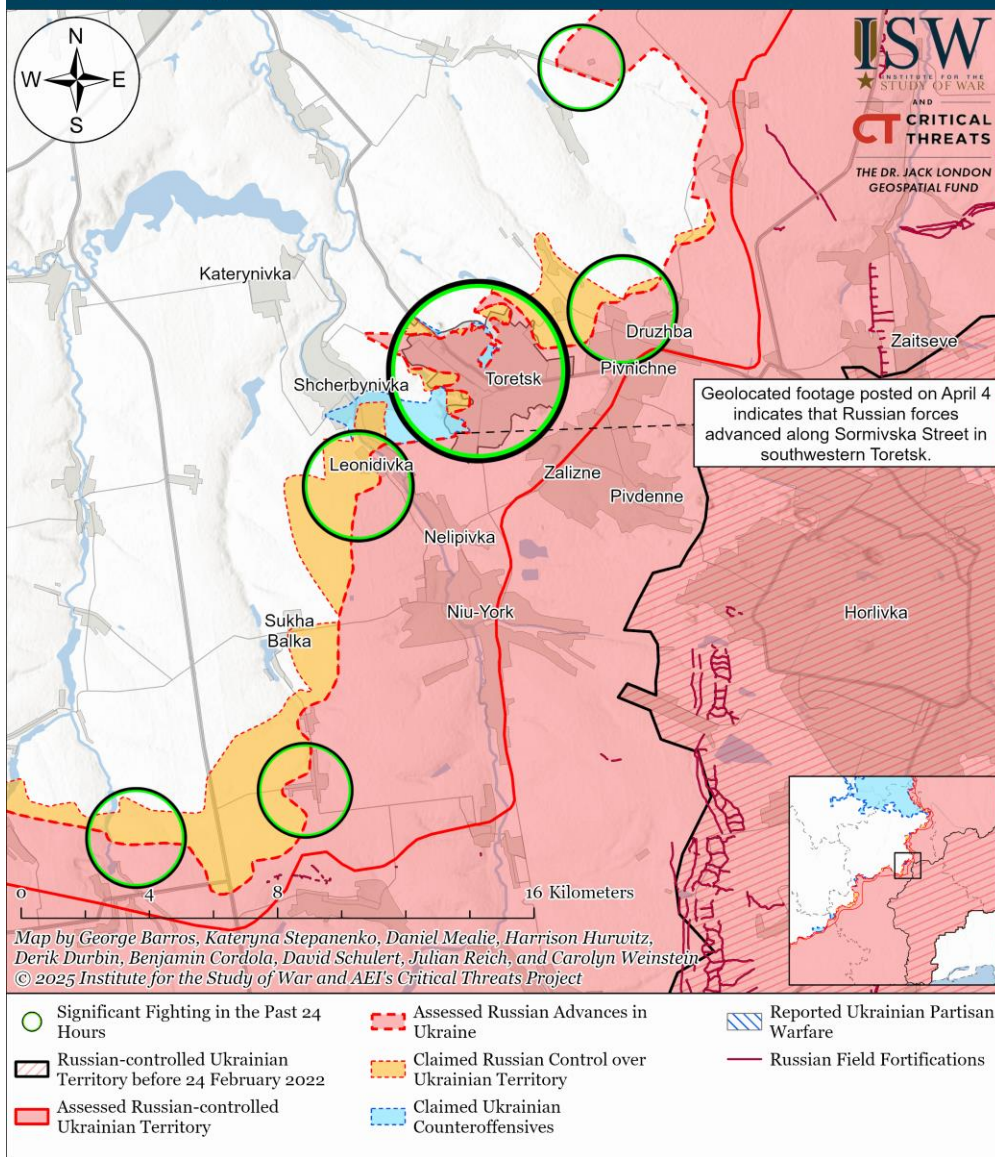 N
W E
S
ISW
INSTITUTE FOR THE
STUDY OF WAR
AND
CT CRITICAL
THREATS
THE DR. JACK LONDON
GEOSPATIAL FUND
Katerynivka
Druzhba
Zaitseve
Pivnichne
Toretsk
Shcherbynivka
Geolocated footage posted on April 4
indicates that Russian forces
advanced along Sormivska Street in
southwestern Toretsk.
Leonidivka
Zalizne
Pivdenne
Nelipivka
Niu-York
Horlivka
Sukha
Balka
0 4 8 16 Kilometers
Map by George Barros, Kateryna Stepanenko, Daniel Mealie, Harrison Hurwitz,
Derik Durbin, Benjamin Cordola, David Schulert, Julian Reich, and Carolyn Weinstein
© 2025 Institute for the Study of War and AEI's Critical Threats Project
Significant Fighting in the Past 24
Hours
Russian-controlled Ukrainian
Territory before 24 February 2022
Assessed Russian-controlled
Ukrainian Territory
Assessed Russian Advances in
Ukraine
Claimed Russian Control over
Ukrainian Territory
Claimed Ukrainian
Counteroffensives
Reported Ukrainian Partisan
Warfare
Russian Field Fortifications